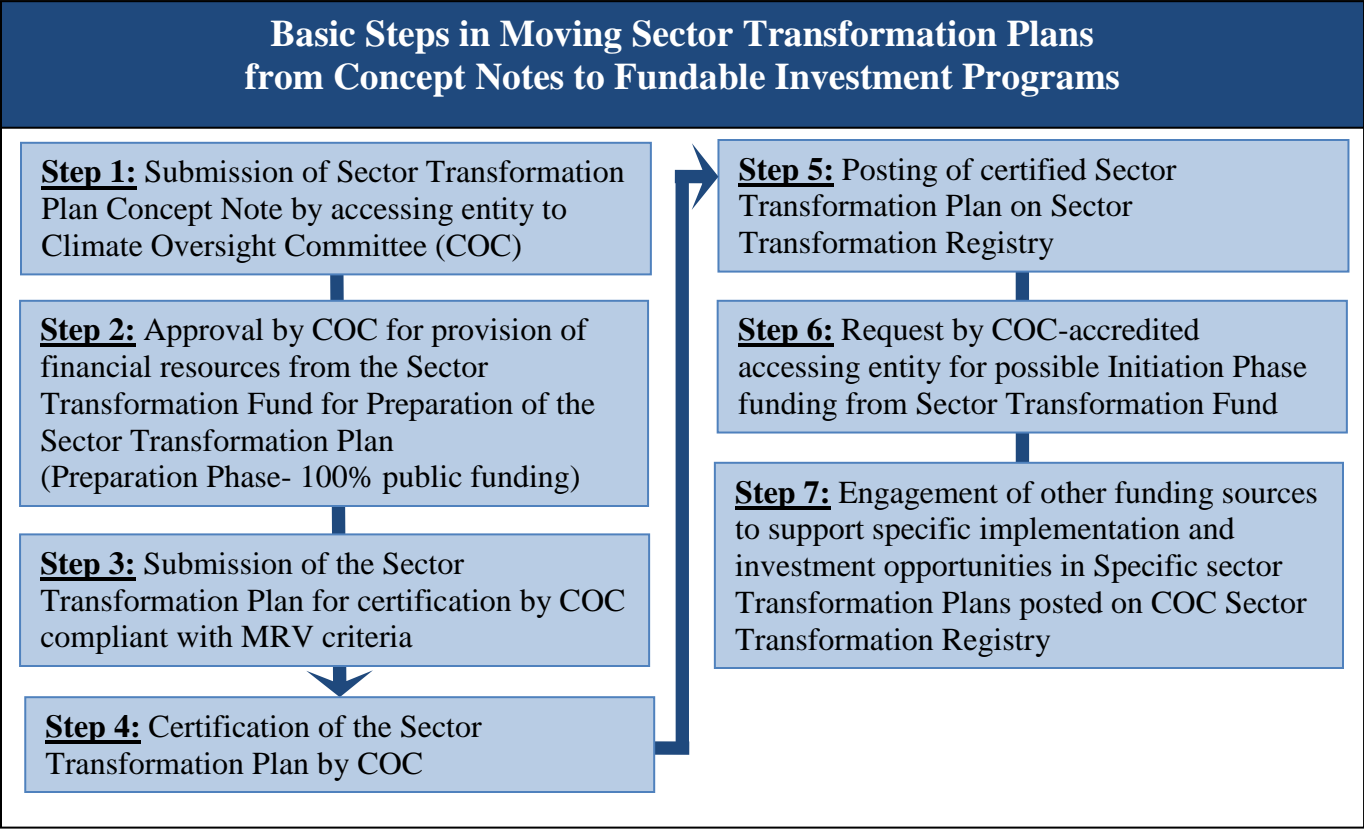 Basic Steps in Moving Sector Transformation Plans
from Concept Notes to Fundable Investment Programs
Step 1: Submission of Sector Transformation
Plan Concept Note by accessing entity to
Climate Oversight Committee (COC)
Step 2: Approval by COC for provision of
financial resources from the Sector
Transformation Fund for Preparation of the
Sector Transformation Plan
(Preparation Phase- 100% public funding)
Step 3: Submission of the Sector
Transformation Plan for certification by COC
compliant with MRV criteria
Step 4: Certification of the Sector
Transformation Plan by COC
Step 5: Posting of certified Sector
Transformation Plan on Sector
Transformation Registry
Step 6: Request by COC-accredited
accessing entity for possible Initiation Phase
funding from Sector Transformation Fund
Step 7: Engagement of other funding sources
to support specific implementation and
investment opportunities in Specific sector
Transformation Plans posted on COC Sector
Transformation Registry